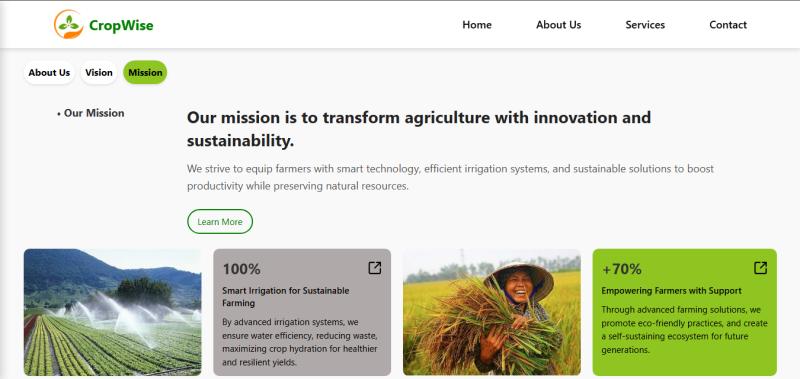 CropWise
Home
About Us
Services
Contact
About Us
Vision
Mission
• Our Mission
Our mission is to transform agriculture with innovation and
sustainability.
We strive to equip farmers with smart technology, efficient irrigation systems, and sustainable solutions to boost
productivity while preserving natural resources.
Learn More
100%
Smart Irrigation for Sustainable
Farming
By advanced irrigation systems, we
ensure water efficiency, reducing waste,
maximizing crop hydration for healthier
and resilient yields.
+70%
Empowering Farmers with Support
Through advanced farming solutions, we
promote eco-friendly practices, and create
a self-sustaining ecosystem for future
generations.